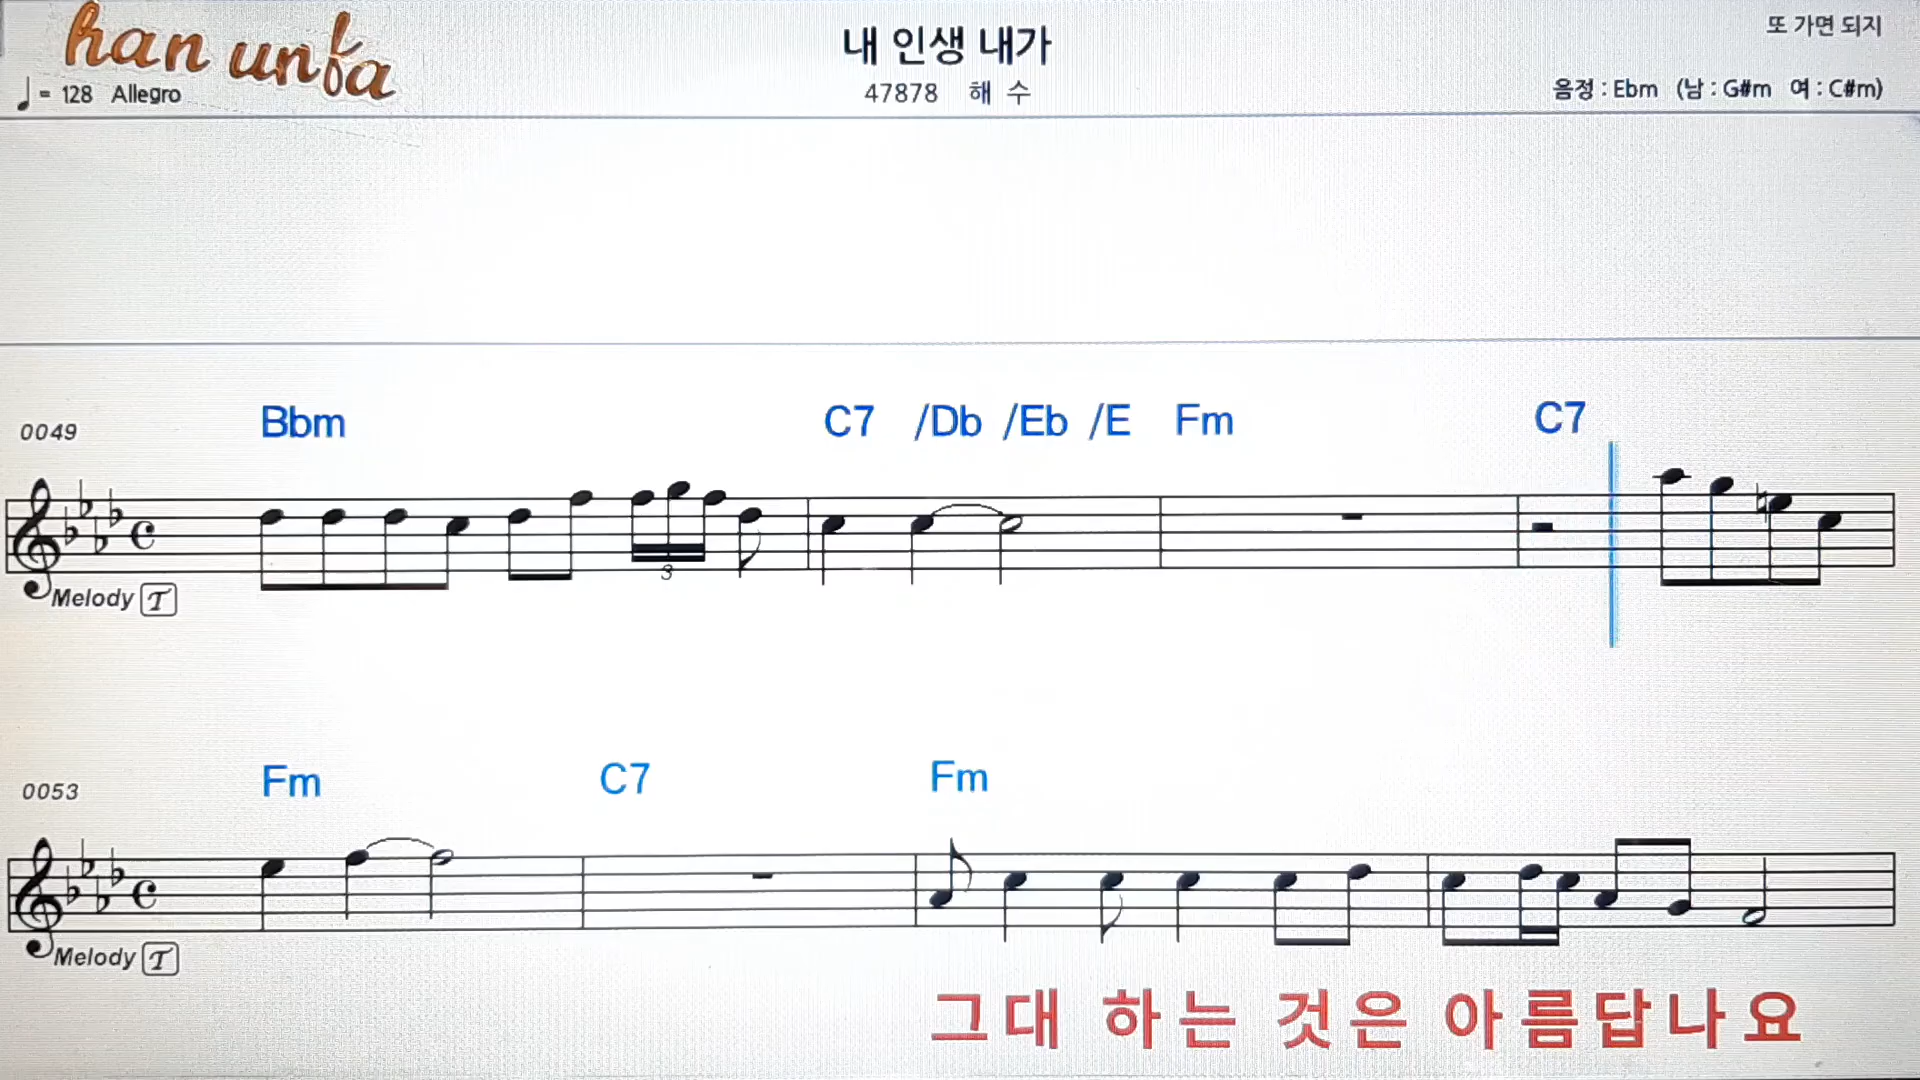 han unfa
내 인생 내가
또 가면 되지
♩ = 128 Allegro
47878 해 수
음정 : Ebm (남 : G#m 여 : C#m)
0049 Bbm C7 /Db /Eb /E Fm C7
3
Melody T
0053 Fm C7 Fm
Melody T
그대 하는 것은 아름답나요